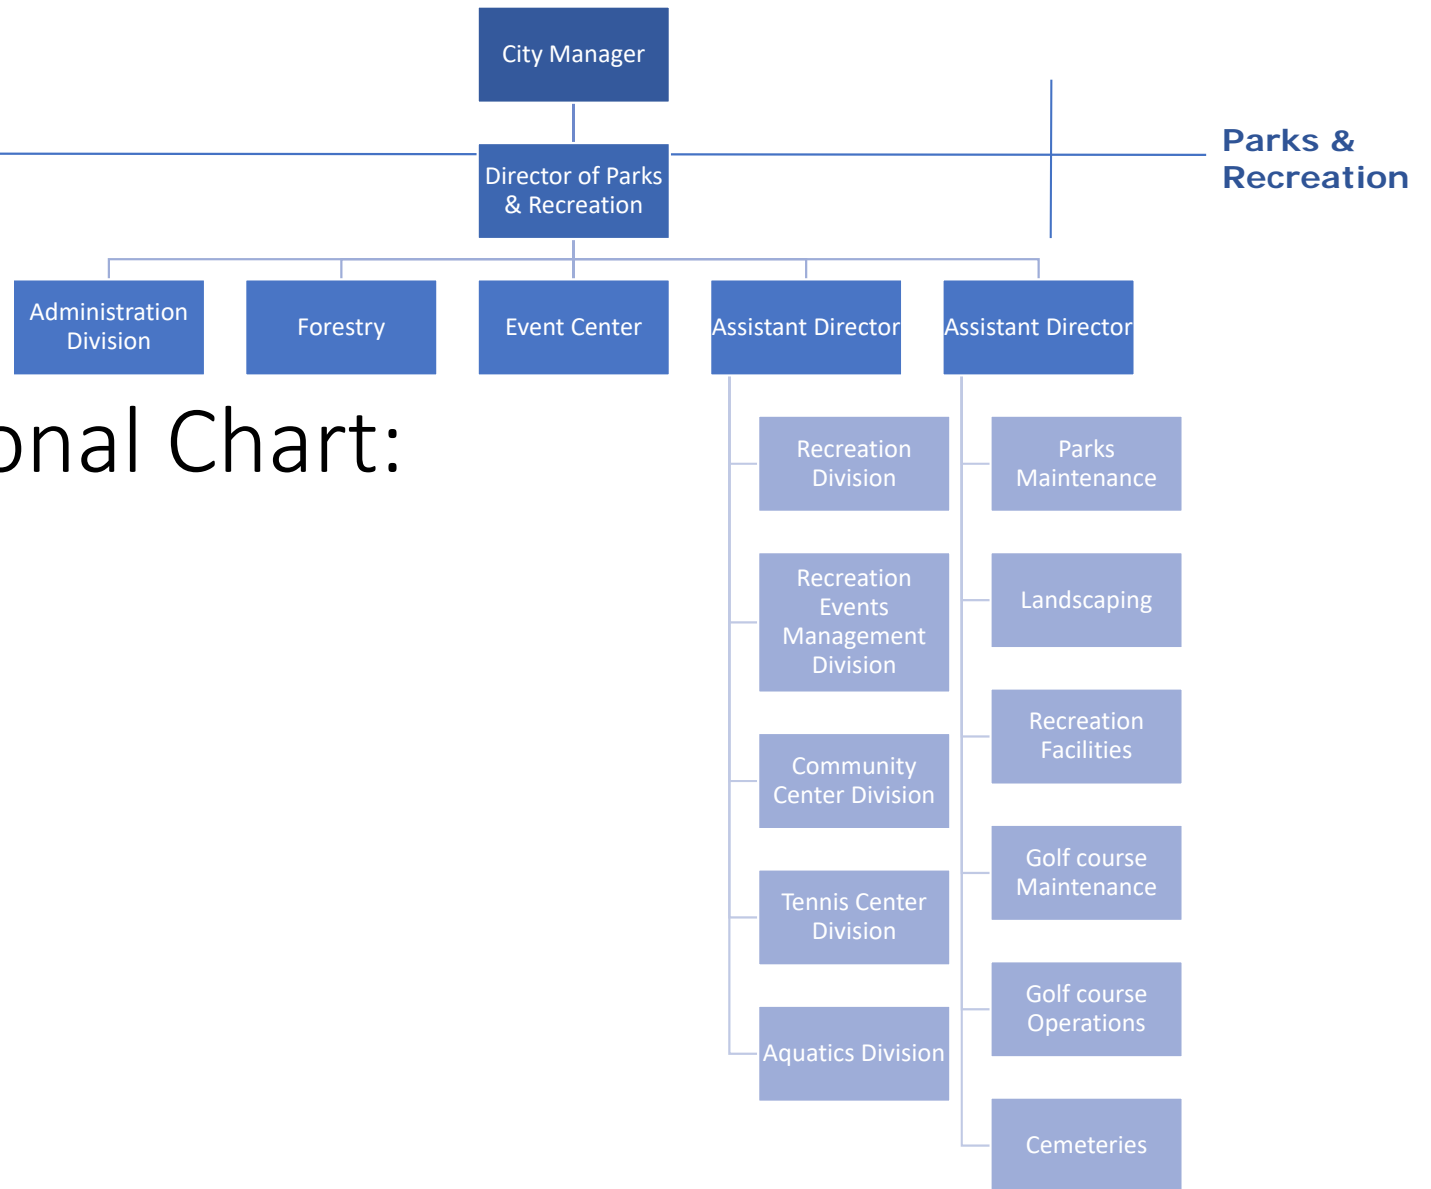 City Manager
Parks &
Recreation
Director of Parks
& Recreation
Administration
Division
Forestry
Event Center
Assistant Director
Assistant Director
onal Chart:
Recreation
Division
Recreation
Events
Management
Division
Community
Center Division
Tennis Center
Division
Aquatics Division
Parks
Maintenance
Landscaping
Recreation
Facilities
Golf course
Maintenance
Golf course
Operations
Cemeteries